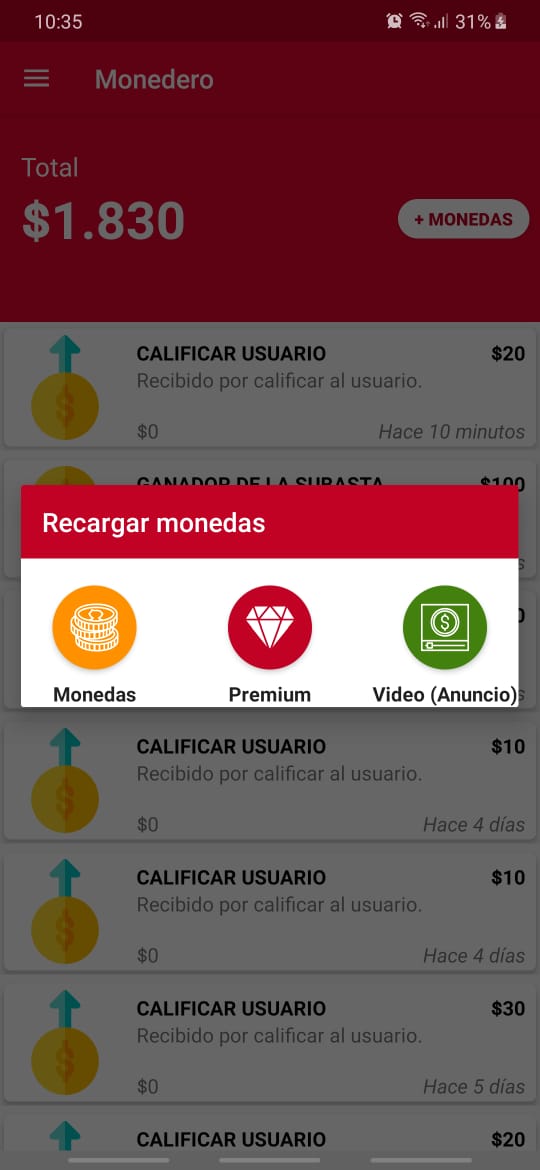 10:35
31%
Monedero
Total
$1.830
+ MONEDAS
CALIFICAR USUARIO $20
Recibido por calificar al usuario.
$0 Hace 10 minutos
GANADOR DE LA SUBASTA $100
Recargar monedas
Monedas Premium Video (Anuncio)
CALIFICAR USUARIO $10
Recibido por calificar al usuario.
$0 Hace 4 días
CALIFICAR USUARIO $10
Recibido por calificar al usuario.
$0 Hace 4 días
CALIFICAR USUARIO $30
Recibido por calificar al usuario.
$0 Hace 5 días
CALIFICAR USUARIO $20